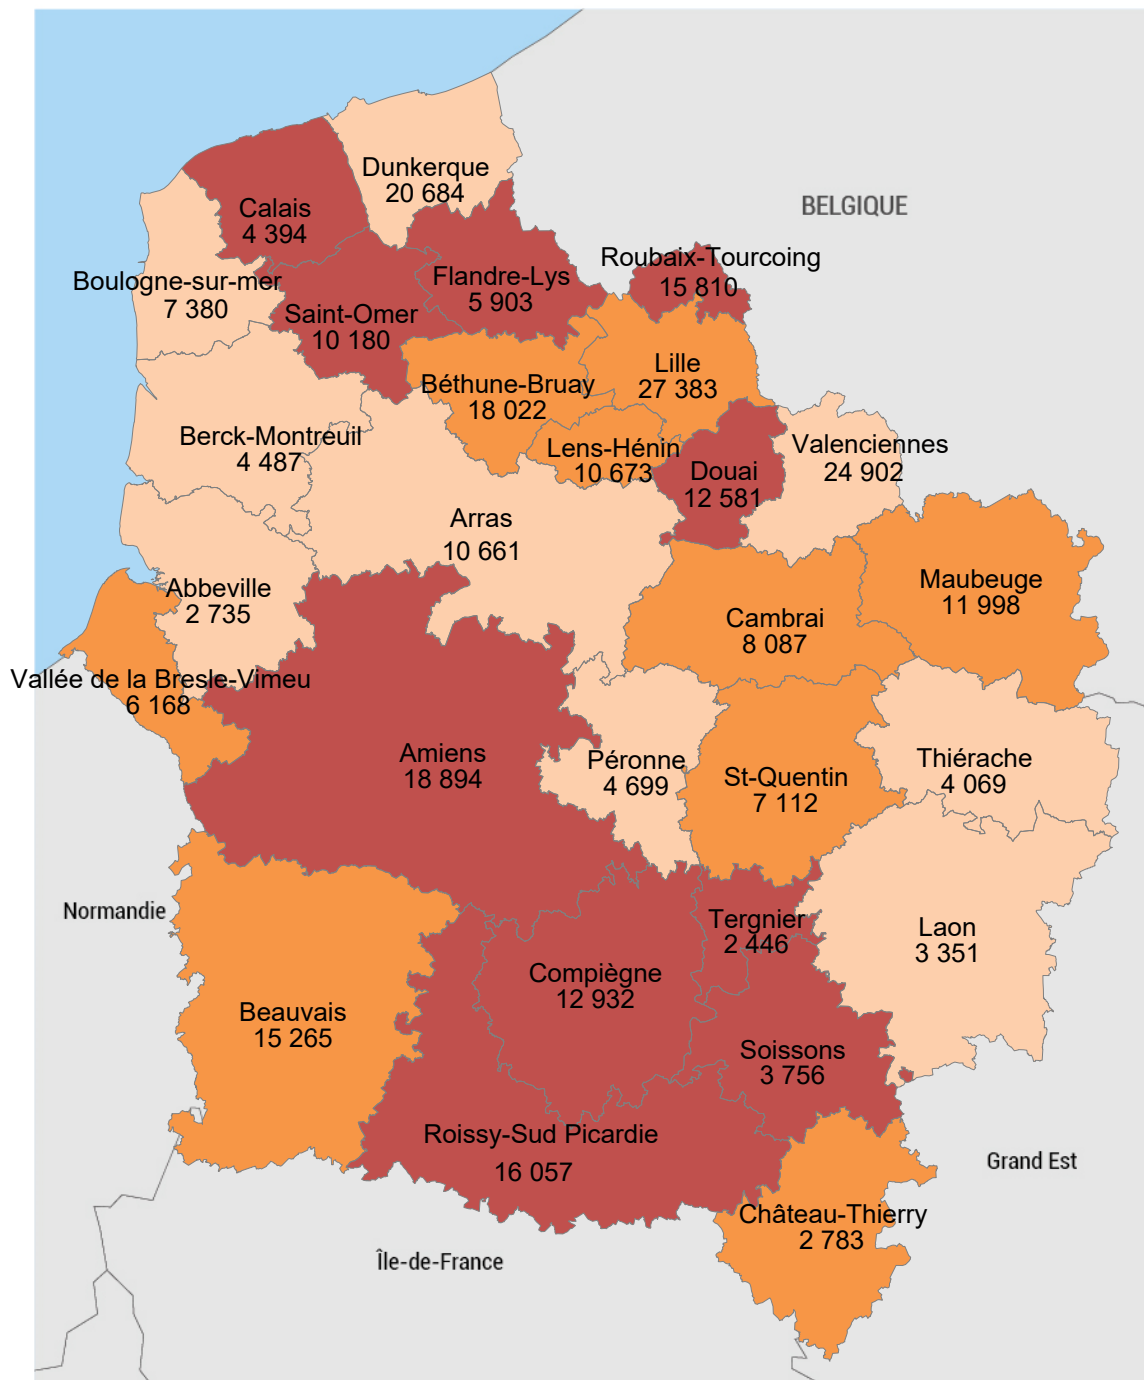 Dunkerque
20 684
BELGIQUE
Calais
4 394
Roubaix-Tourcoing
15 810
Flandre-Lys
5 903
Boulogne-sur-mer
7 380
Saint-Omer
10 180
Lille
27 383
Béthune-Bruay
18 022
Berck-Montreuil
4 487
Lens-Hénin
10 673
Douai
12 581
Valenciennes
24 902
Arras
10 661
Abbeville
2 735
Maubeuge
11 998
Cambrai
8 087
Vallée de la Bresle-Vimeu
6 168
Amiens
18 894
Péronne
4 699
St-Quentin
7 112
Thiérache
4 069
Normandie
Tergnier
2 446
Laon
3 351
Compiègne
12 932
Beauvais
15 265
Soissons
3 756
Roissy-Sud Picardie
16 057
Grand Est
Château-Thierry
2 783
Île-de-France